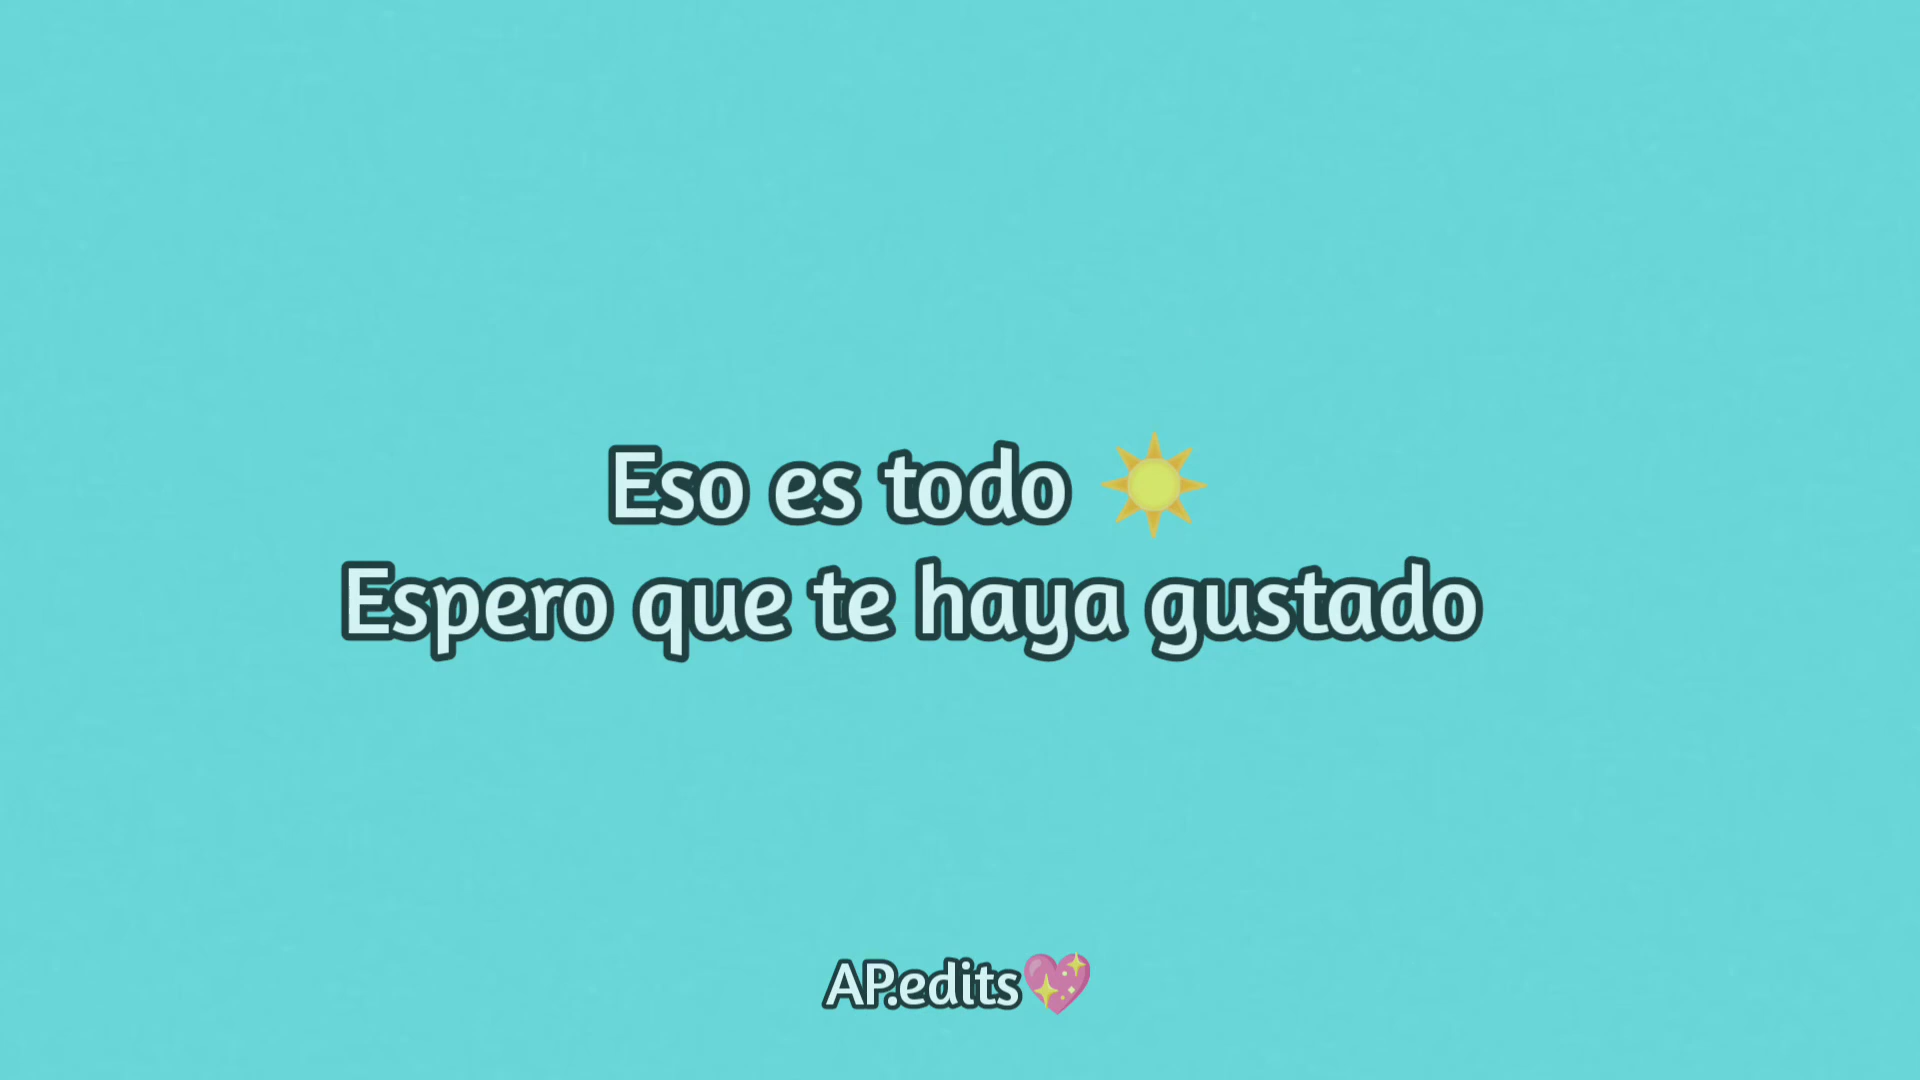 Eso es todo ☀️
Espero que te haya gustado
AP.edits💖